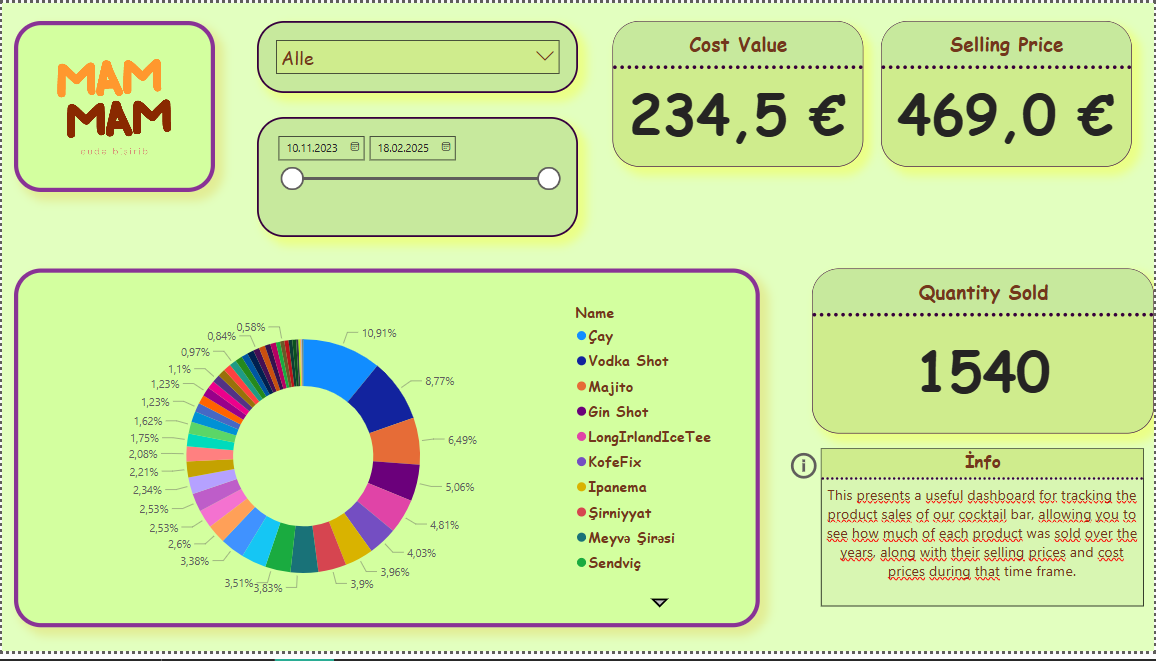 MAM
MAM
Alle
10.11.2023
18.02.2025
Cost Value
234,5 €
Selling Price
469,0 €
Name
Çay
Vodka Shot
Majito
Gin Shot
LongIrlandIceTee
KofeFix
Ipanema
Şirniyyat
Meyvə Şirəsi
Sendviç
10,91%
8,77%
6,49%
5,06%
4,81%
4,03%
3,96%
3,9%
3,83%
3,51%
3,38%
2,6%
2,53%
2,53%
2,34%
2,21%
2,08%
1,75%
1,62%
1,23%
1,23%
1,1%
0,97%
0,84%
0,58%
Quantity Sold
1540
İnfo
This presents a useful dashboard for tracking the
product sales of our cocktail bar, allowing you to
see how much of each product was sold over the
years, along with their selling prices and cost
prices during that time frame.